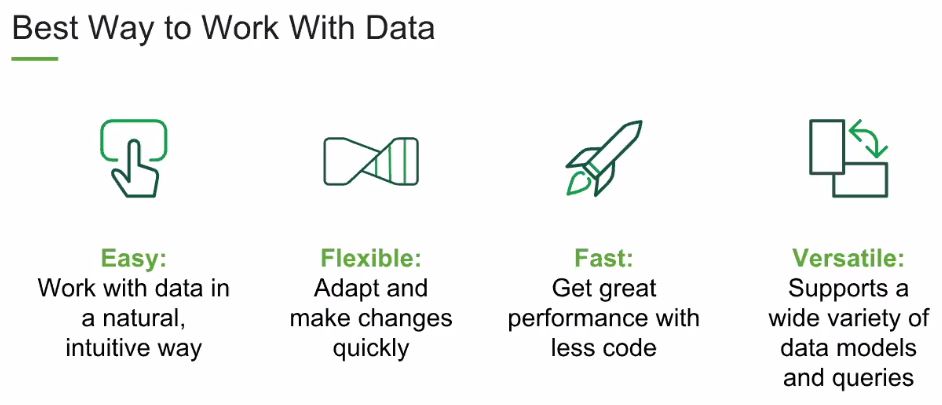 Best Way to Work With Data
Easy:
Work with data in
a natural,
intuitive way
Flexible:
Adapt and
make changes
quickly
Fast:
Get great
performance with
less code
Versatile:
Supports a
wide variety of
data models
and queries